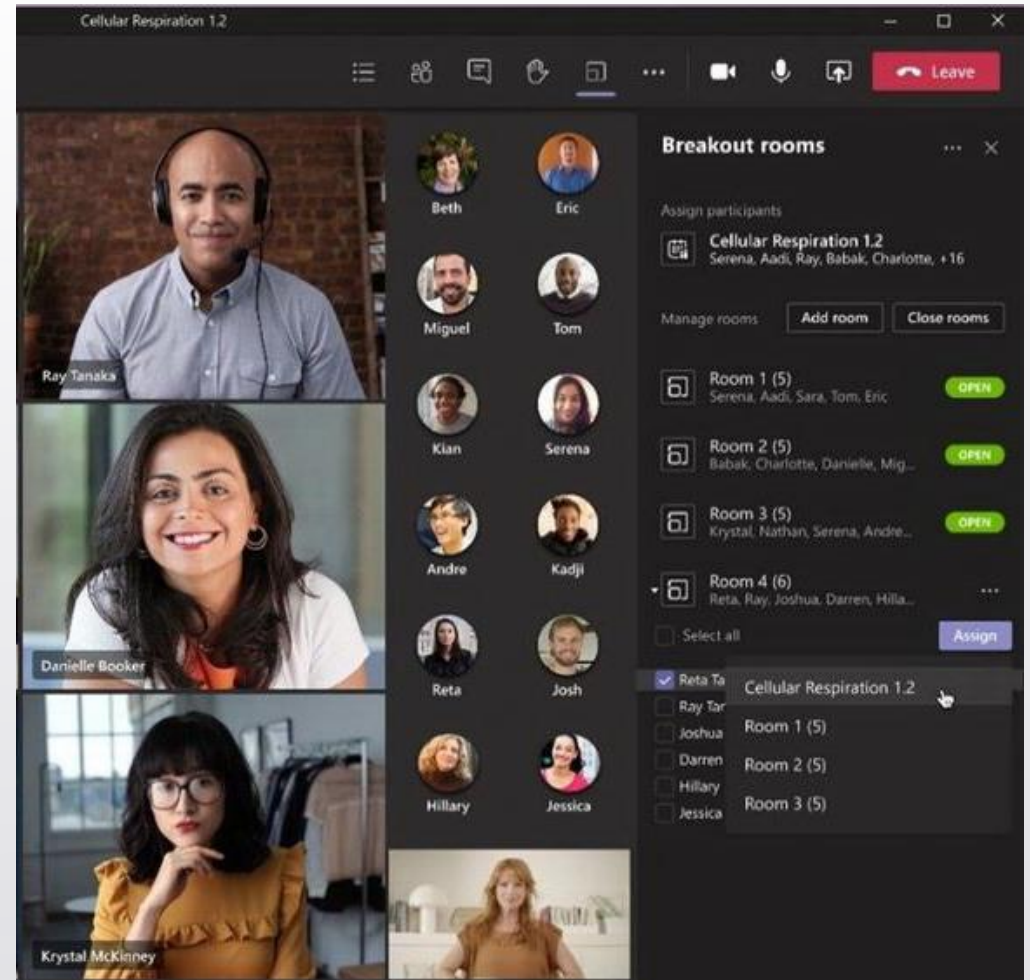 Cellular Respiration 1.2
Leave
Ray Tanaka
Danielle Booker
Krystal McKinney
Beth
Eric
Miguel
Tom
Kian
Serena
Andre
Kadji
Reta
Josh
Hillary
Jessica
Breakout rooms
Assign participants
Cellular Respiration 1.2
Serena, Aadi, Ray, Babak, Charlotte, +16
Manage rooms
Add room
Close rooms
Room 1 (5)
Serena, Aadi, Sara, Tom, Eric
OPEN
Room 2 (5)
Babak, Charlotte, Danielle, Mig...
OPEN
Room 3 (5)
Krystal, Nathan, Serena, Andre...
OPEN
Room 4 (6)
Reta, Ray, Joshua, Darren, Hilla...
Select all
Assign
Reta Ta
Ray Tan
Joshua
Darren
Hillary
Jessica
Cellular Respiration 1.2
Room 1 (5)
Room 2 (5)
Room 3 (5)